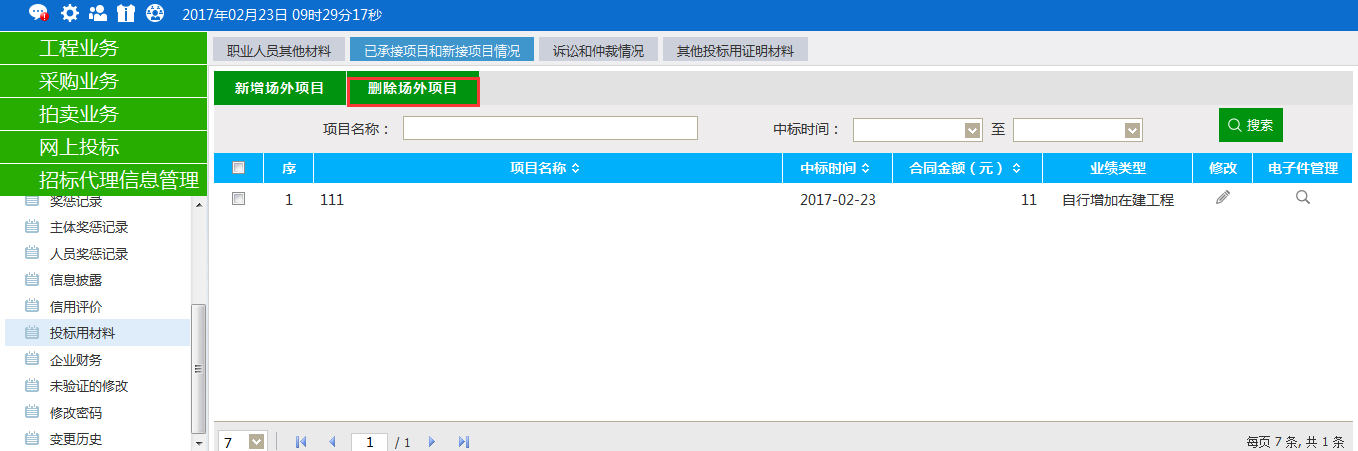 2017年02月23日 09时29分17秒
工程业务
采购业务
拍卖业务
网上投标
招标代理信息管理
奖惩记录
主体奖惩记录
人员奖惩记录
信息披露
信用评价
投标用材料
企业财务
未验证的修改
修改密码
变更历史
职业人员其他材料 已承接项目和新接项目情况 诉讼和仲裁情况 其他投标用证明材料
新增场外项目 删除场外项目
项目名称： 中标时间： 至 搜索
序 项目名称 中标时间 合同金额（元） 业绩类型 修改 电子件管理
1 111 2017-02-23 11 自行增加在建工程
7 1 / 1 每页 7 条, 共 1 条